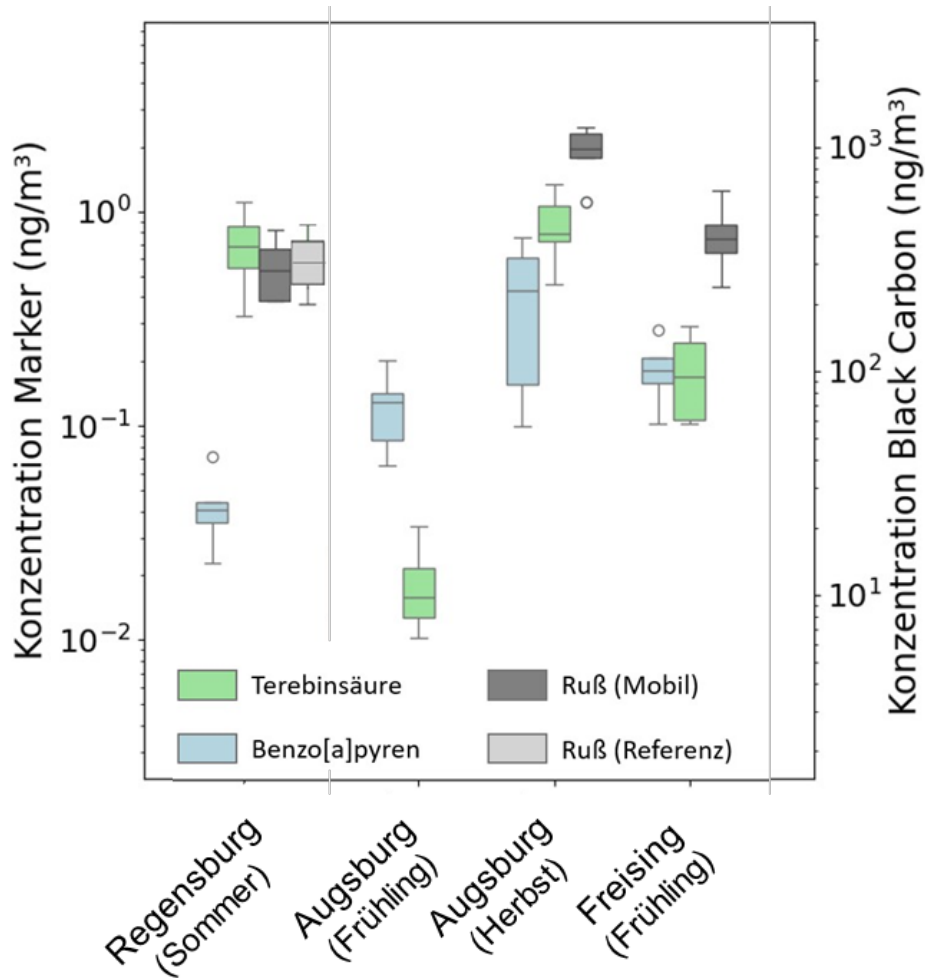 Konzentration Marker (ng/m³)
10⁰
10⁻¹
10⁻²
10³
10²
10¹
Konzentration Black Carbon (ng/m³)
Terebinsäure
Ruß (Mobil)
Benzo[a]pyren
Ruß (Referenz)
Regensburg
(Sommer)
Augsburg
(Frühling)
Augsburg
(Herbst)
Freising
(Frühling)